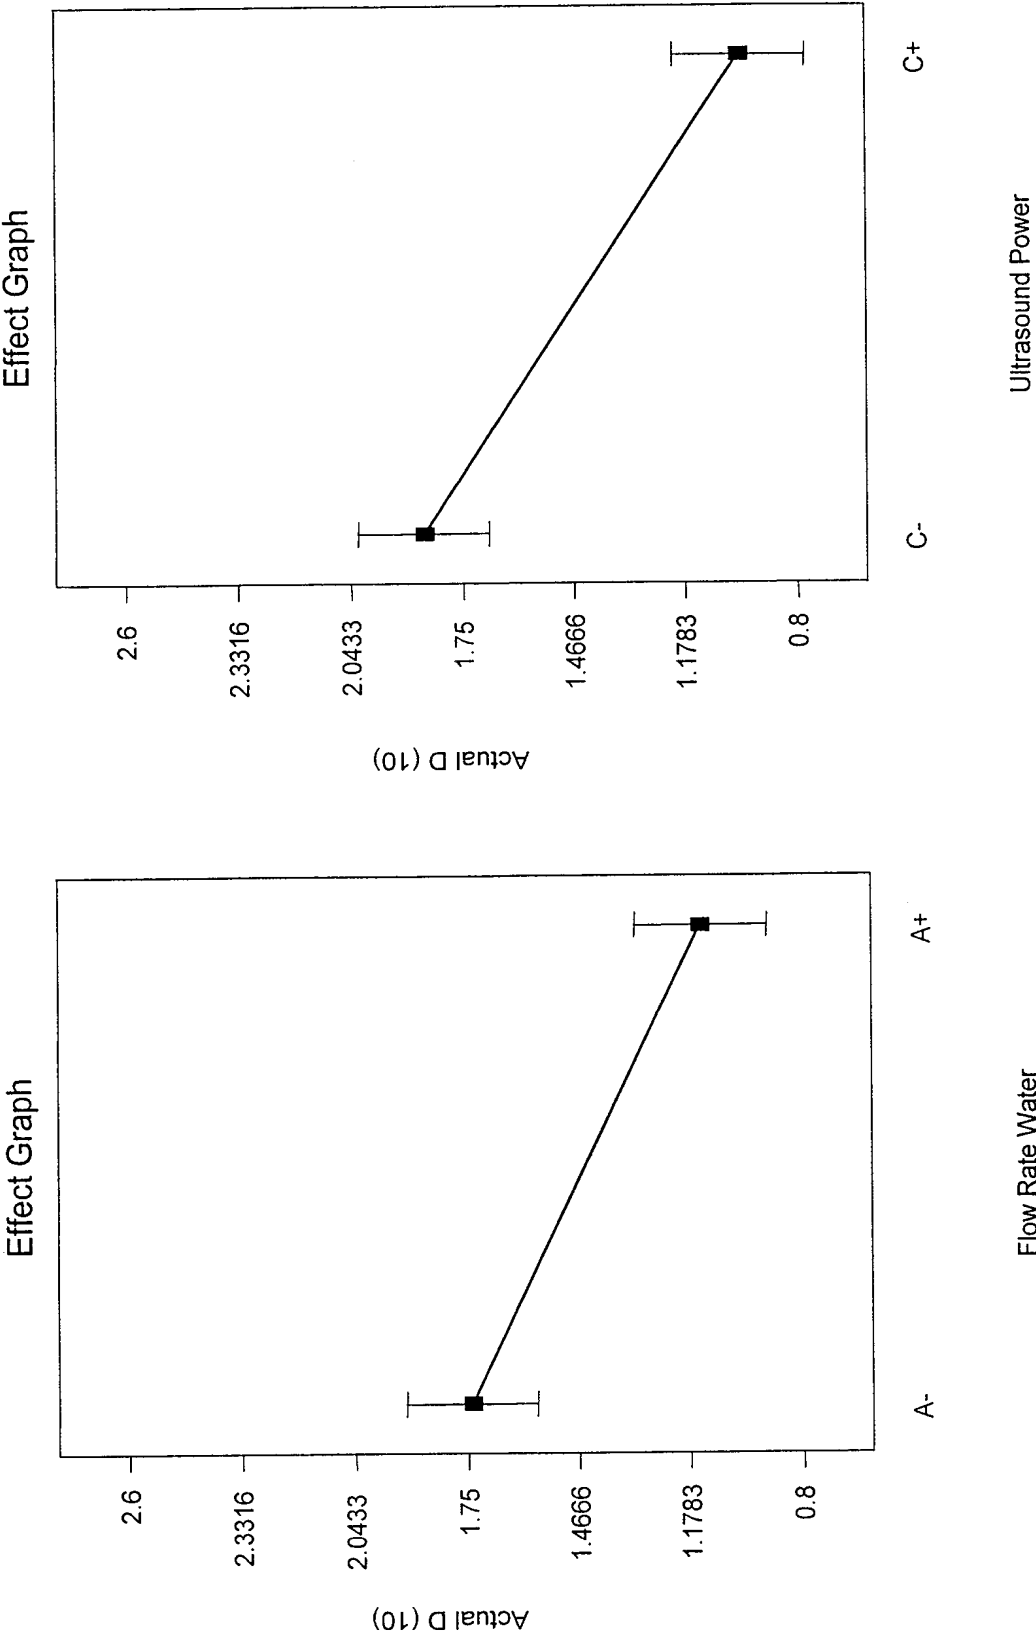 Effect Graph
2.6
2.3316
2.0433
1.75
1.4666
1.1783
0.8
Actual D (10)
A-
A+
Flow Rate Water
Effect Graph
2.6
2.3316
2.0433
1.75
1.4666
1.1783
0.8
Actual D (10)
C-
C+
Ultrasound Power